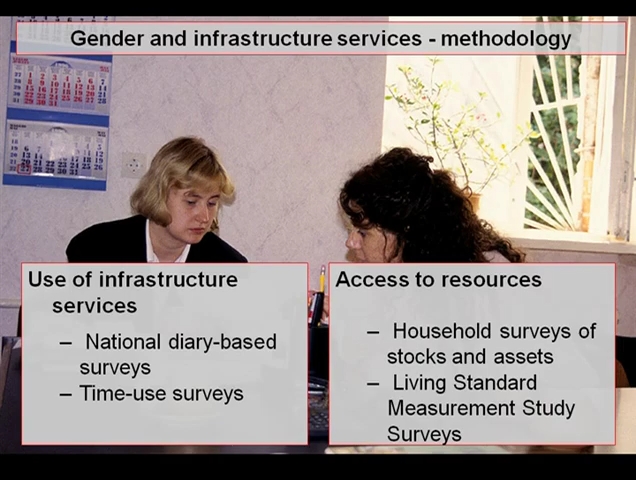 Gender and infrastructure services - methodology
Use of infrastructure
services
– National diary-based
surveys
– Time-use surveys
Access to resources
– Household surveys of
stocks and assets
– Living Standard
Measurement Study
Surveys